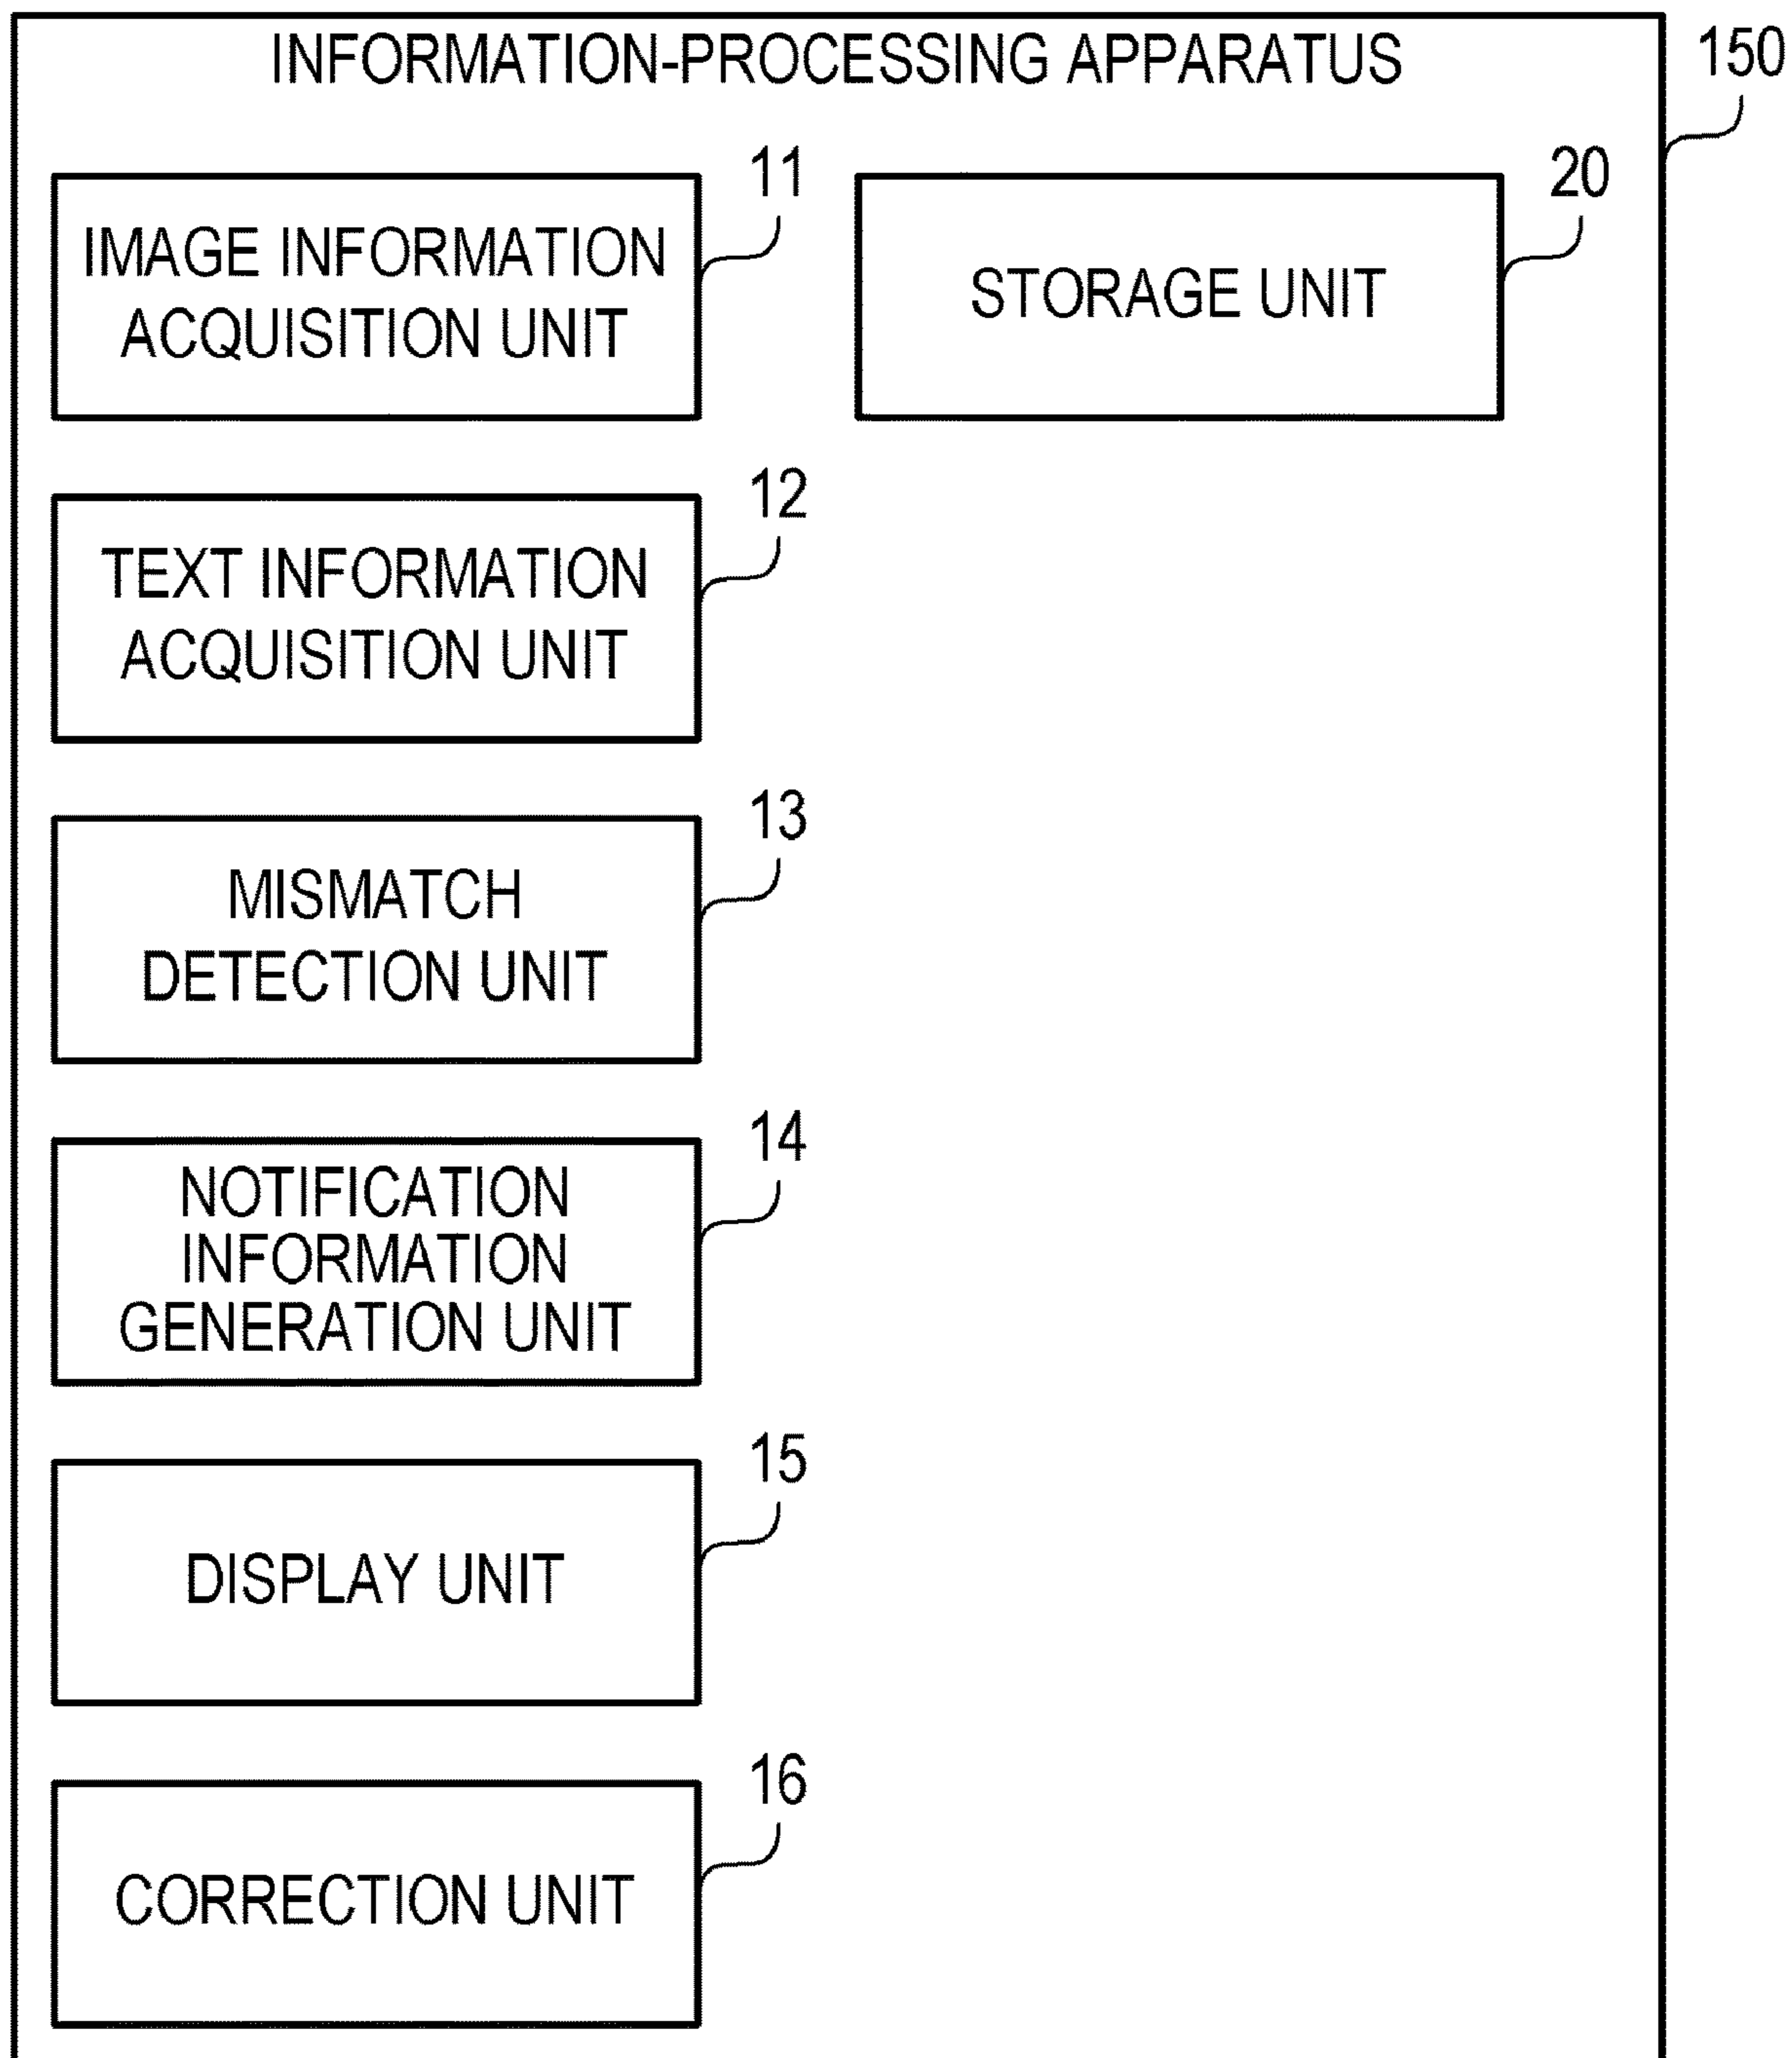 INFORMATION-PROCESSING APPARATUS
150
11
IMAGE INFORMATION
ACQUISITION UNIT
20
STORAGE UNIT
12
TEXT INFORMATION
ACQUISITION UNIT
13
MISMATCH
DETECTION UNIT
14
NOTIFICATION
INFORMATION
GENERATION UNIT
15
DISPLAY UNIT
16
CORRECTION UNIT